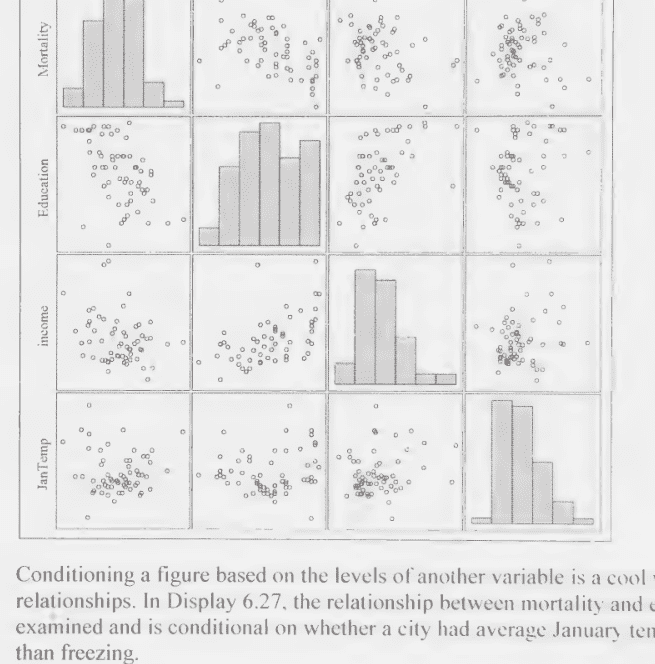 Mortality
Education
income
JanTemp
Conditioning a figure based on the levels of another variable is a cool
relationships. In Display 6.27, the relationship between mortality and
examined and is conditional on whether a city had average January
than freezing.